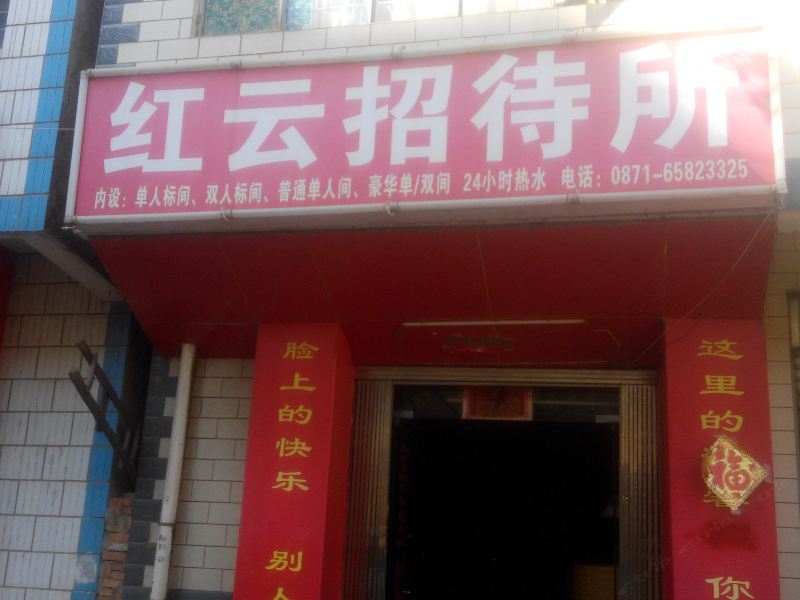 红云招待所
内设：单人标间、双人标间、普通单人间、豪华单/双间 24小时热水 电话：0871-65823325
脸上的快乐 别人
这里的
福
你